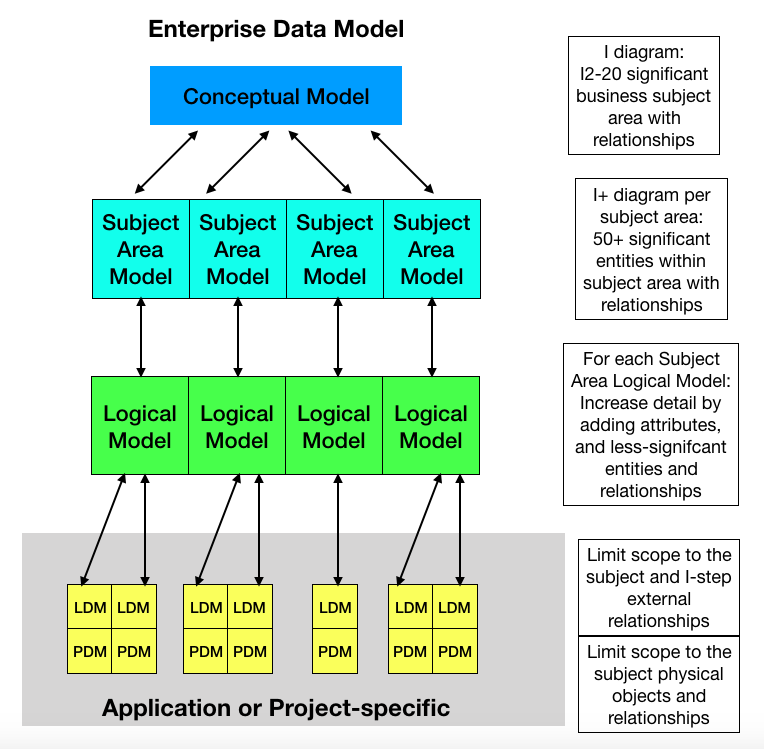 Enterprise Data Model
Conceptual Model
I diagram:
I2-20 significant
business subject
area with
relationships
Subject
Area
Model
Subject
Area
Model
Subject
Area
Model
Subject
Area
Model
I+ diagram per
subject area:
50+ significant
entities within
subject area with
relationships
Logical
Model
Logical
Model
Logical
Model
Logical
Model
For each Subject
Area Logical Model:
Increase detail by
adding attributes,
and less-signifcant
entities and
relationships
LDM LDM LDM LDM LDM LDM LDM
PDM PDM PDM PDM PDM PDM PDM
Application or Project-specific
Limit scope to the
subject and I-step
external
relationships
Limit scope to the
subject physical
objects and
relationships